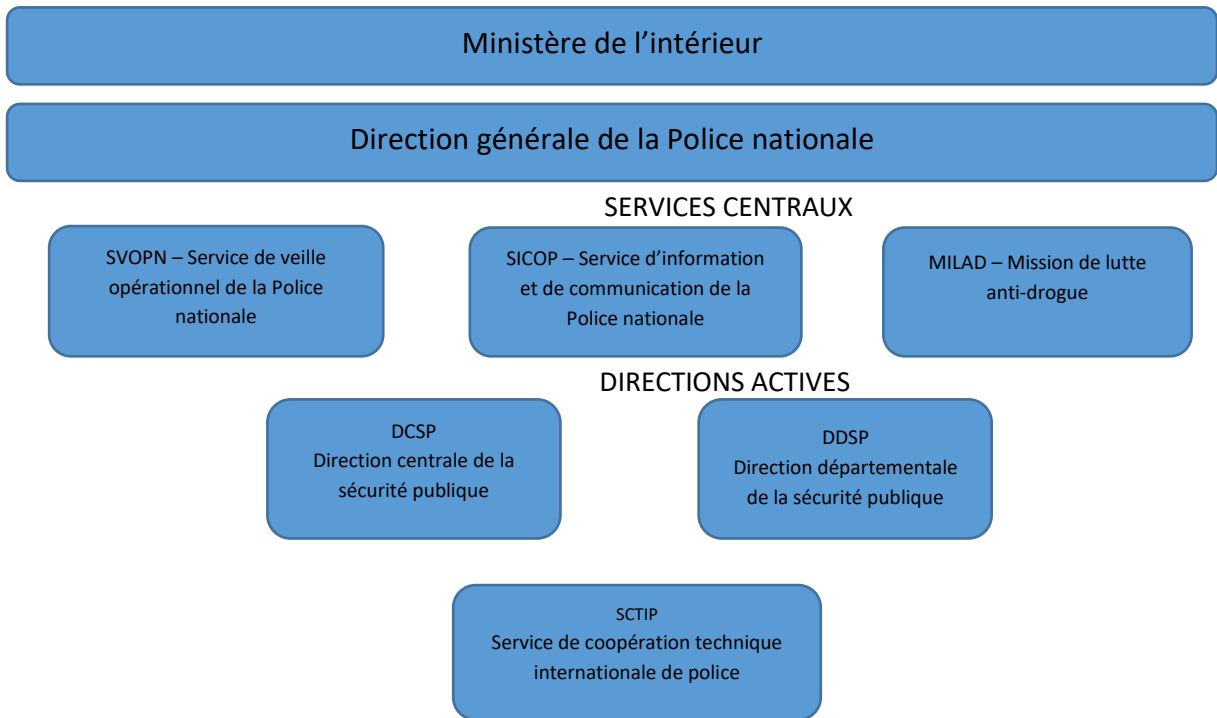 Ministère de l’intérieur
Direction générale de la Police nationale
SERVICES CENTRAUX
SVOPN – Service de veille
opérationnel de la Police
nationale
SICOP – Service d’information
et de communication de la
Police nationale
MILAD – Mission de lutte
anti-drogue
DIRECTIONS ACTIVES
DCSP
Direction centrale de la
sécurité publique
DDSP
Direction départementale
de la sécurité publique
SCTIP
Service de coopération technique
internationale de police